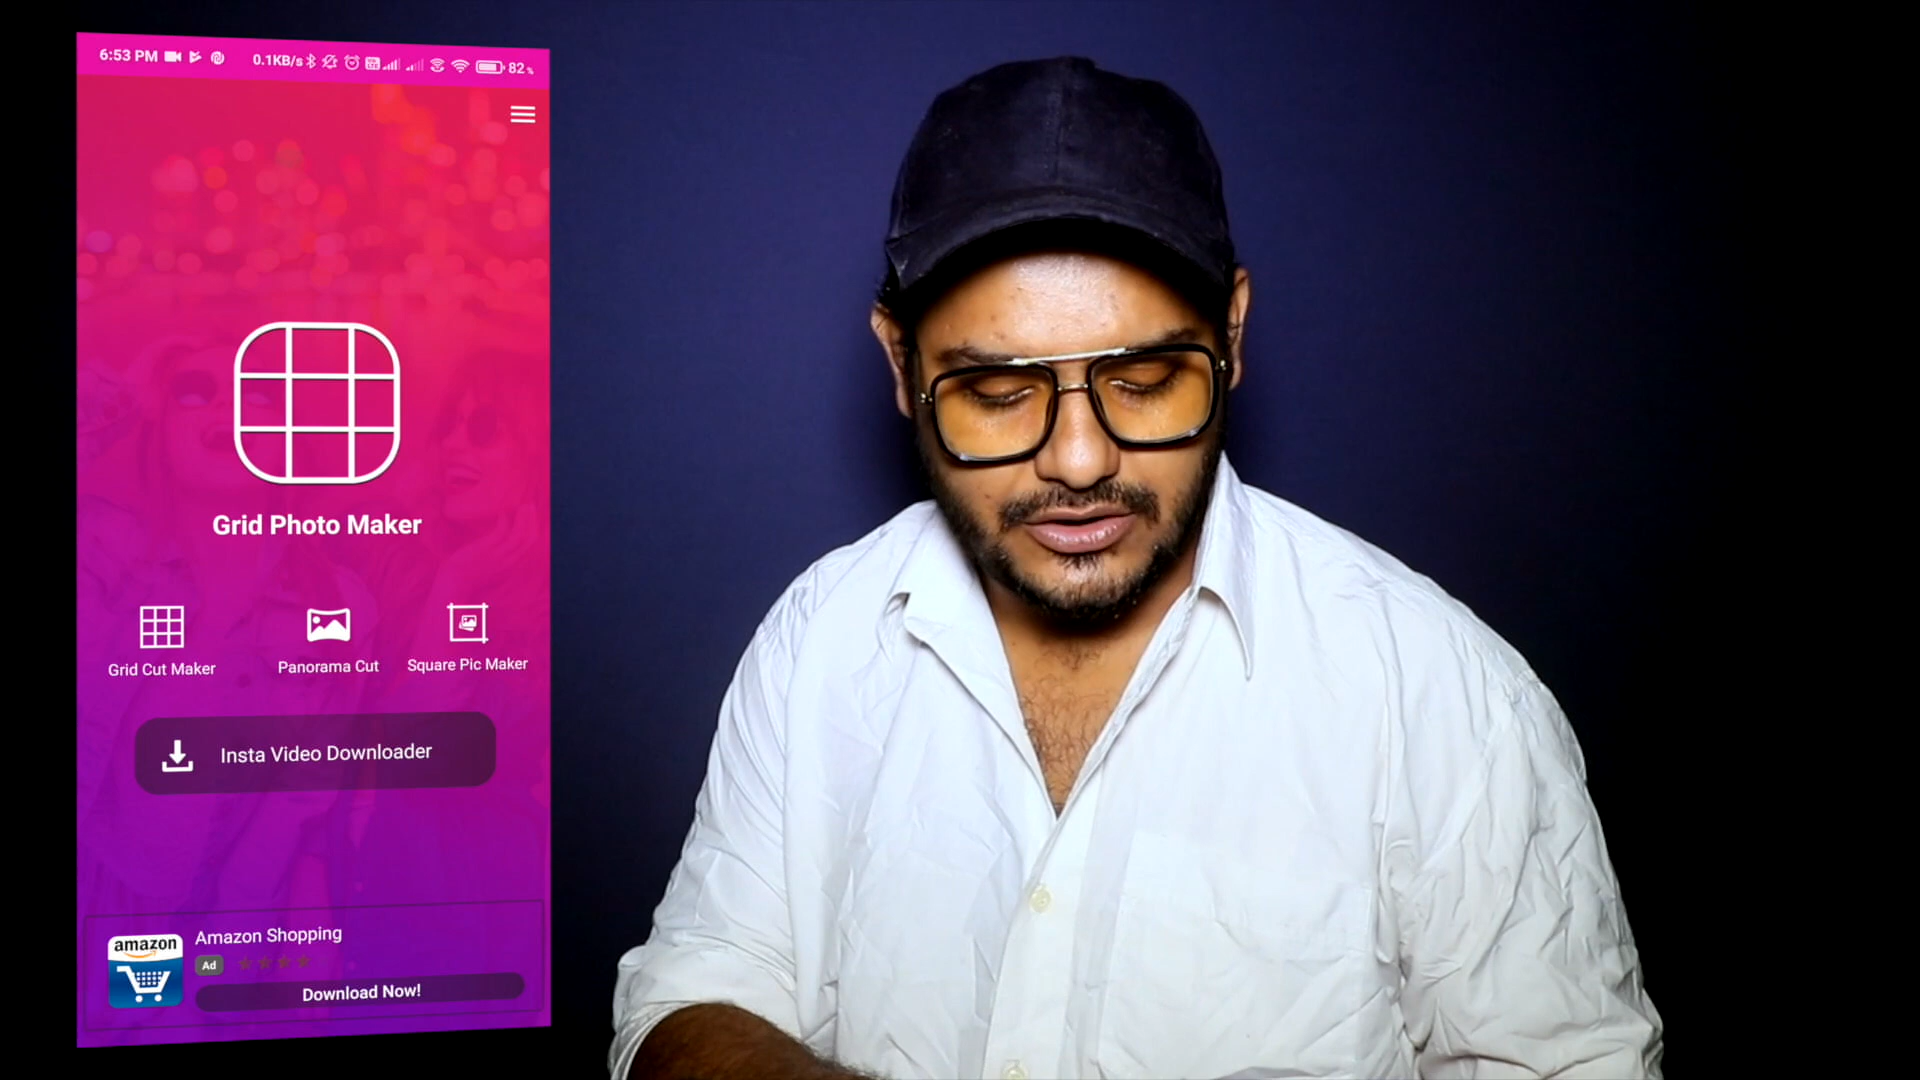 6:53 PM 0.1KB/s 82%
Grid Photo Maker
Grid Cut Maker Panorama Cut Square Pic Maker
Insta Video Downloader
amazon Amazon Shopping
Ad
Download Now!